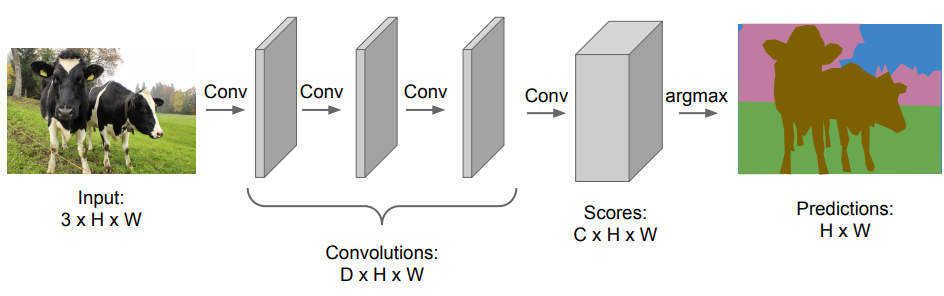 Conv
Conv
Conv
Conv
argmax
Input:
3 x H x W
Convolutions:
D x H x W
Scores:
C x H x W
Predictions:
H x W